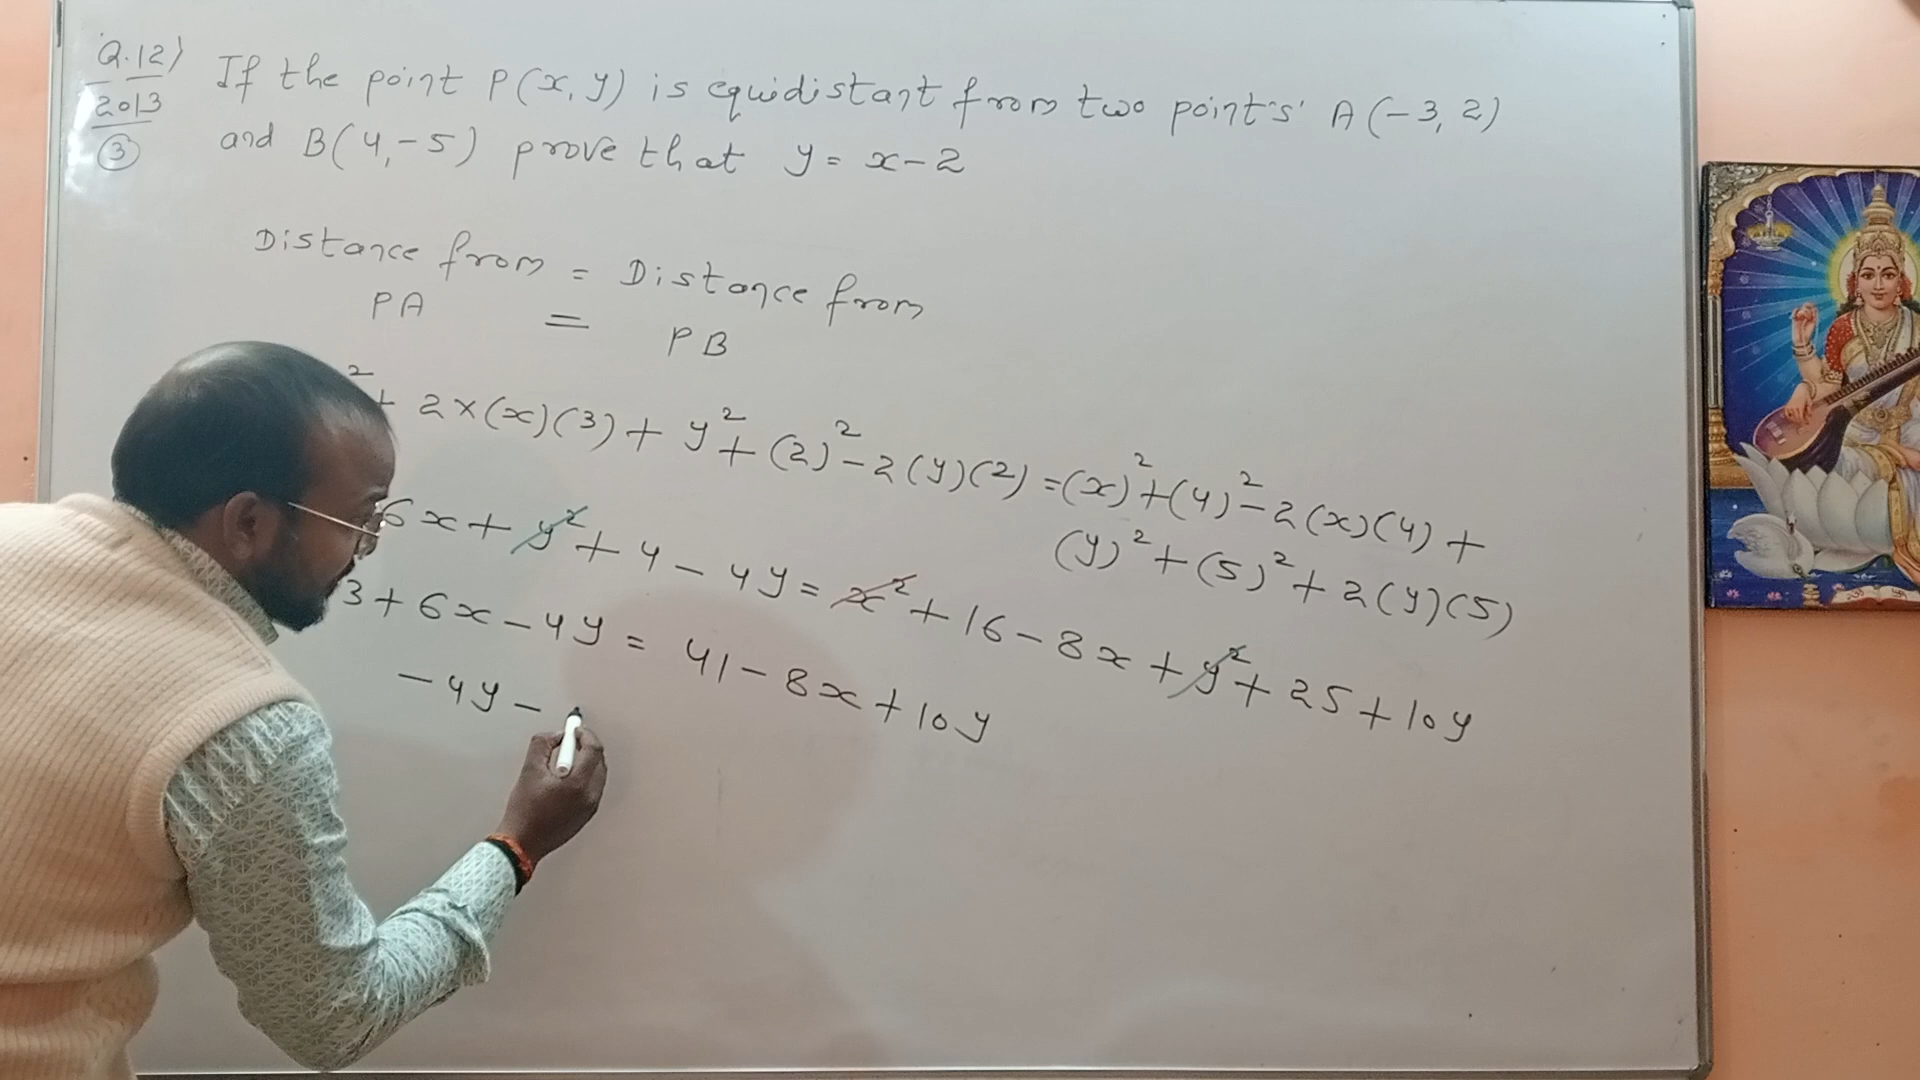 Q.12) If the point P(x, y) is equidistant from two point's' A(-3, 2)
2013
③ and B(4, -5) prove that y = x - 2
Distance from = Distance from
PA = PB
² + 2×(x)(3) + y² + (2)² - 2(y)(2) = (x)² + (4)² - 2(x)(4) +
(y)² + (5)² + 2(y)(5)
6x + y² + 4 - 4y = x² + 16 - 8x + y² + 25 + 10y
3 + 6x - 4y = 41 - 8x + 10y
- 4y -